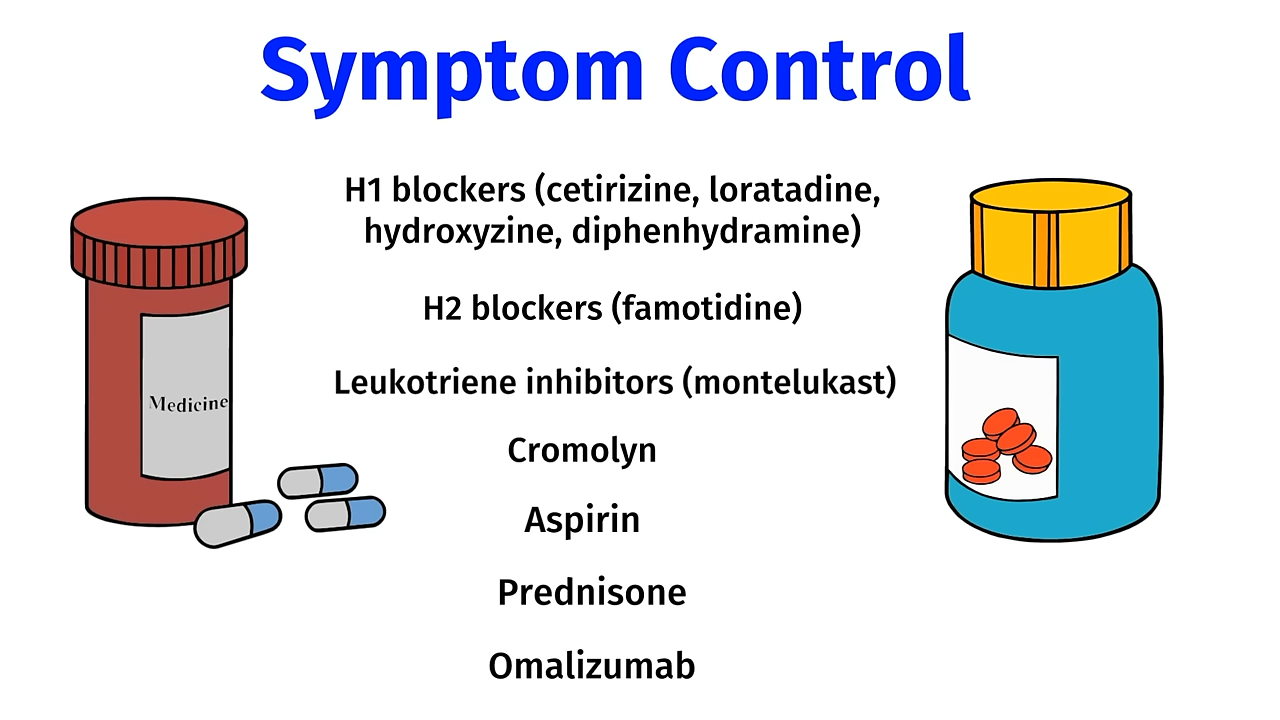 Symptom Control
H1 blockers (cetirizine, loratadine,
hydroxyzine, diphenhydramine)
H2 blockers (famotidine)
Leukotriene inhibitors (montelukast)
Medicine
Cromolyn
Aspirin
Prednisone
Omalizumab